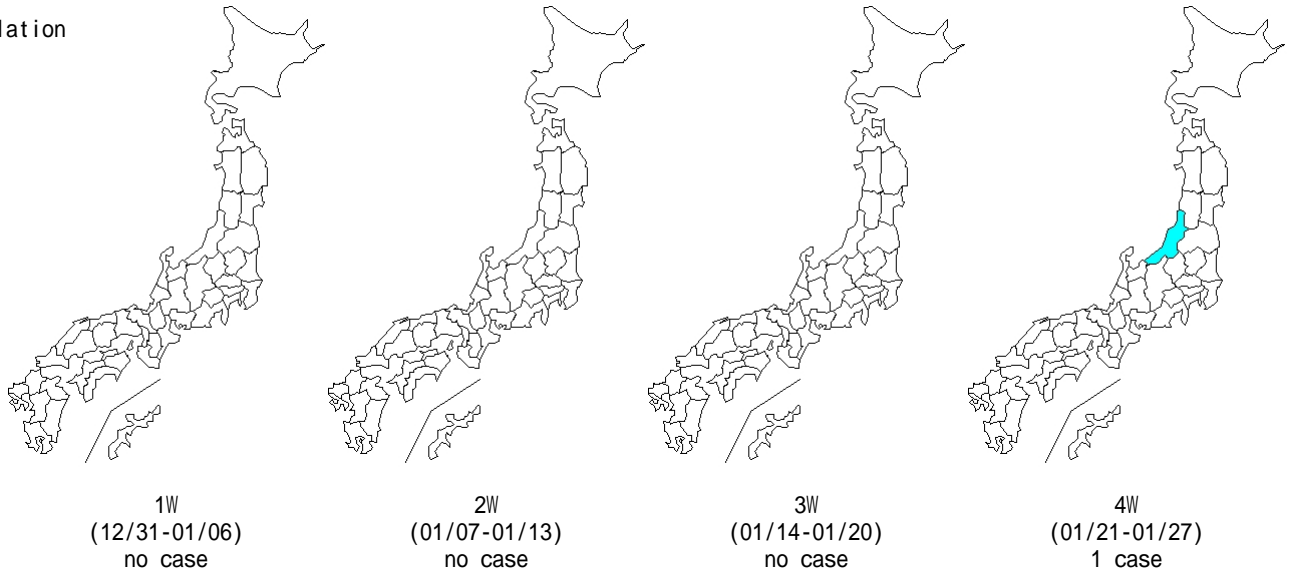 lation
1W
(12/31-01/06)
no case
2W
(01/07-01/13)
no case
3W
(01/14-01/20)
no case
4W
(01/21-01/27)
1 case